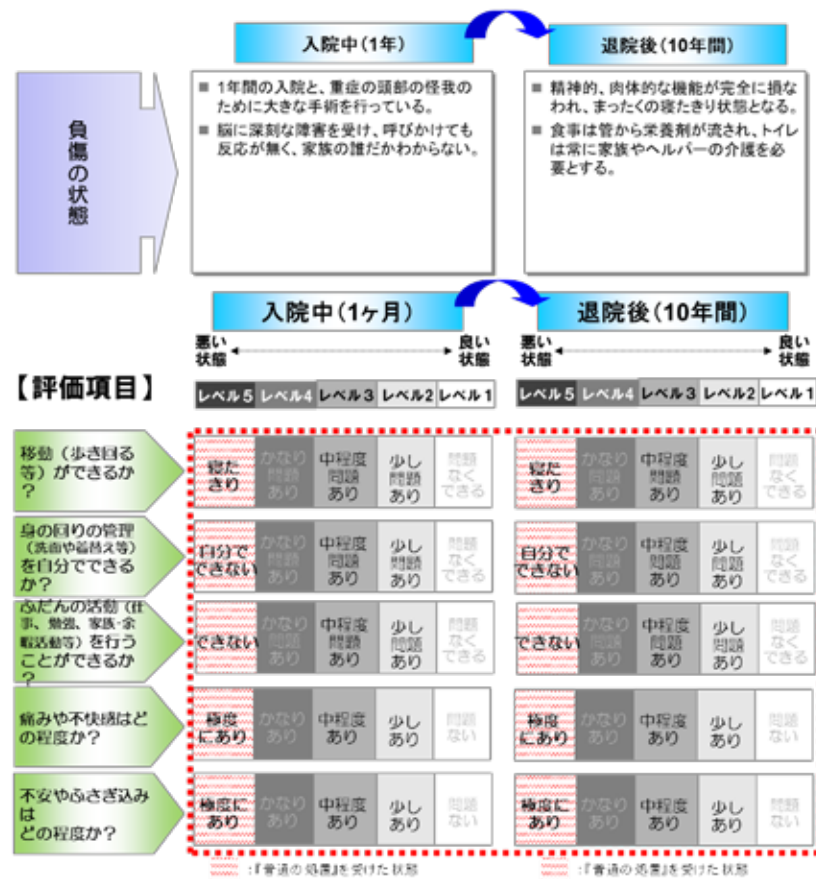 入院中(1年)
退院後(10年間)
負傷の状態
■ 1年間の入院と、重症の頭部の怪我の
ために大きな手術を行っている。
■ 脳に深刻な障害を受け、呼びかけても
反応が無く、家族の誰だかわからない。
■ 精神的、肉体的な機能が完全に損な
われ、まったくの寝たきり状態となる。
■ 食事は管から栄養剤が流され、トイレ
は常に家族やヘルパーの介護を必
要とする。
入院中(1ヶ月)
退院後(10年間)
悪い
状態
良い
状態
悪い
状態
良い
状態
【評価項目】
レベル5 レベル4 レベル3 レベル2 レベル1
レベル5 レベル4 レベル3 レベル2 レベル1
移動(歩き回る
等)ができるか
?
寝た
きり
かなり
問題
あり
中程度
問題
あり
少し
問題
あり
問題
なく
できる
寝た
きり
かなり
問題
あり
中程度
問題
あり
少し
問題
あり
問題
なく
できる
身の回りの管理
(洗面や着替え等)
を自分でできる
か?
自分で
できない
かなり
問題
あり
中程度
問題
あり
少し
問題
あり
問題
なく
できる
自分で
できない
かなり
問題
あり
中程度
問題
あり
少し
問題
あり
問題
なく
できる
ふだんの活動(仕
事、勉強、家族・余
暇活動等)を行う
ことができるか
?
できない
かなり
問題
あり
中程度
問題
あり
少し
問題
あり
問題
なく
できる
できない
かなり
問題
あり
中程度
問題
あり
少し
問題
あり
問題
なく
できる
痛みや不快感はど
の程度か?
極度
にあり
かなり
あり
中程度
あり
少し
あり
問題
ない
極度
にあり
かなり
あり
中程度
あり
少し
あり
問題
ない
不安やふさぎ込み
は
どの程度か?
極度に
あり
かなり
あり
中程度
あり
少し
あり
問題
ない
極度に
あり
かなり
あり
中程度
あり
少し
あり
問題
ない
:『普通の処置』を受けた状態
:『普通の処置』を受けた状態